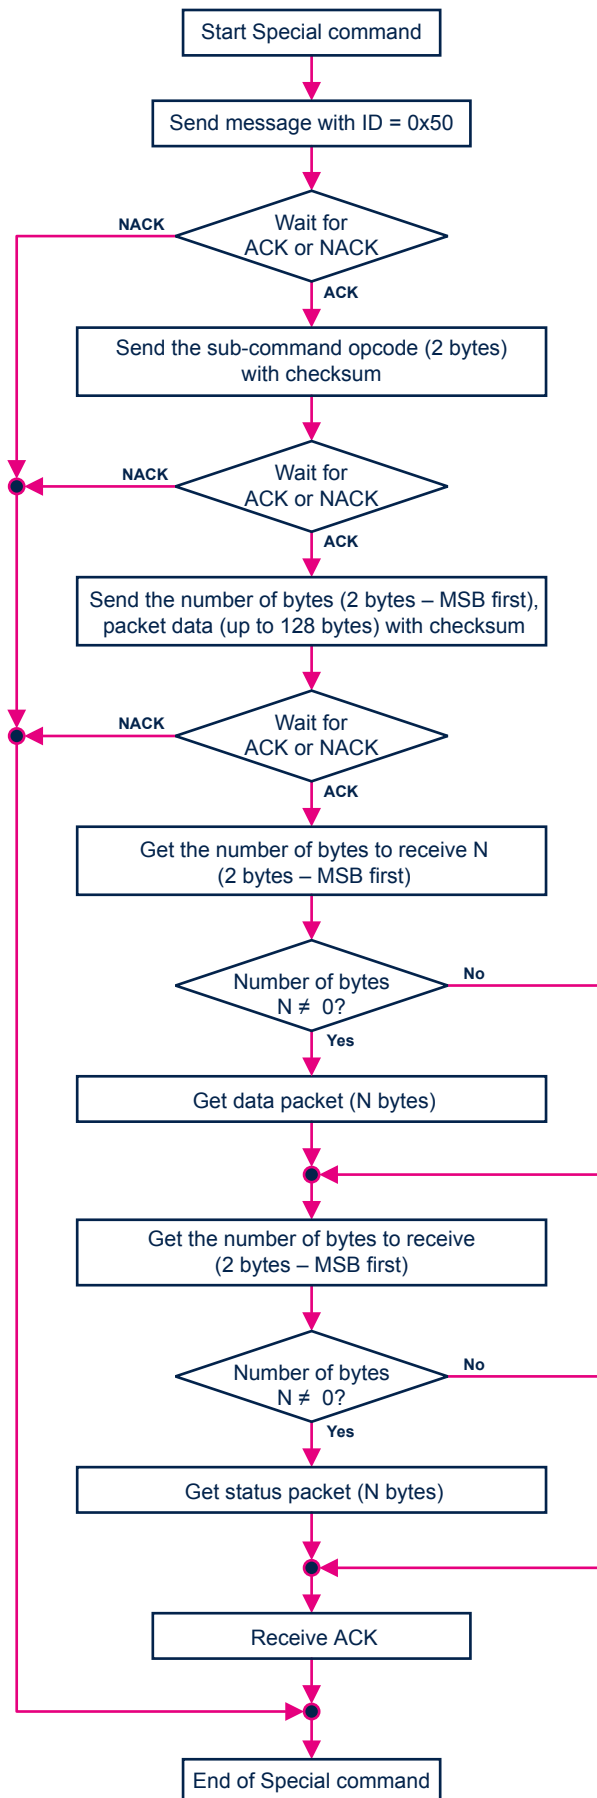 Start Special command
Send message with ID = 0x50
NACK
Wait for
ACK or NACK
ACK
Send the sub-command opcode (2 bytes)
with checksum
NACK
Wait for
ACK or NACK
ACK
Send the number of bytes (2 bytes – MSB first),
packet data (up to 128 bytes) with checksum
NACK
Wait for
ACK or NACK
ACK
Get the number of bytes to receive N
(2 bytes – MSB first)
Number of bytes
N ≠ 0?
No
Yes
Get data packet (N bytes)
Get the number of bytes to receive
(2 bytes – MSB first)
Number of bytes
N ≠ 0?
No
Yes
Get status packet (N bytes)
Receive ACK
End of Special command